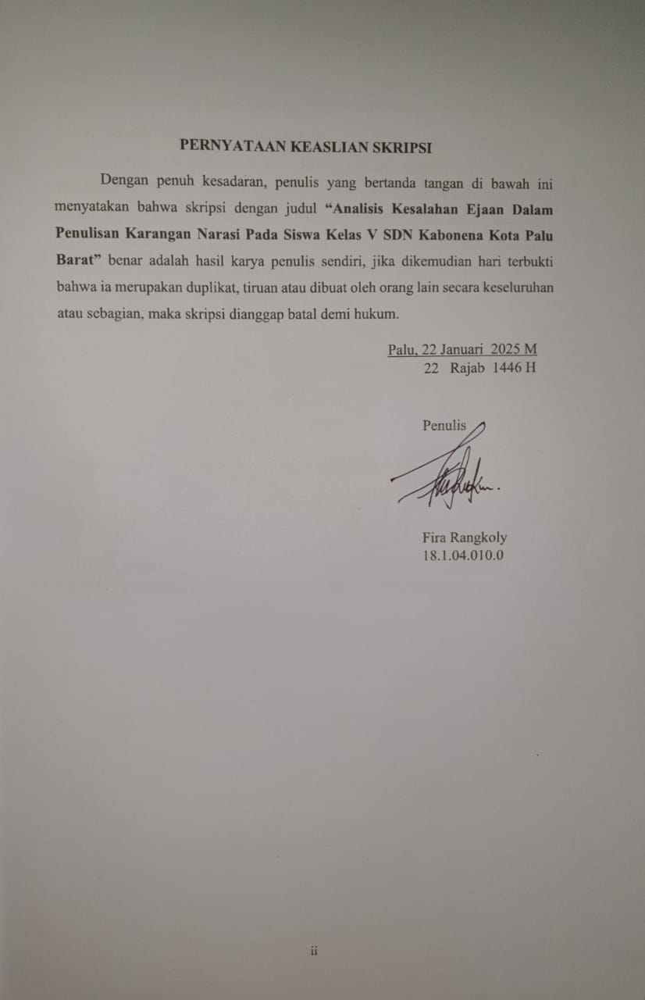 PERNYATAAN KEASLIAN SKRIPSI
Dengan penuh kesadaran, penulis yang bertanda tangan di bawah ini
menyatakan bahwa skripsi dengan judul “Analisis Kesalahan Ejaan Dalam
Penulisan Karangan Narasi Pada Siswa Kelas V SDN Kabonena Kota Palu
Barat” benar adalah hasil karya penulis sendiri, jika dikemudian hari terbukti
bahwa ia merupakan duplikat, tiruan atau dibuat oleh orang lain secara keseluruhan
atau sebagian, maka skripsi dianggap batal demi hukum.
Palu, 22 Januari 2025 M
22 Rajab 1446 H
Penulis
Fira Rangkoly
18.1.04.010.0
ii